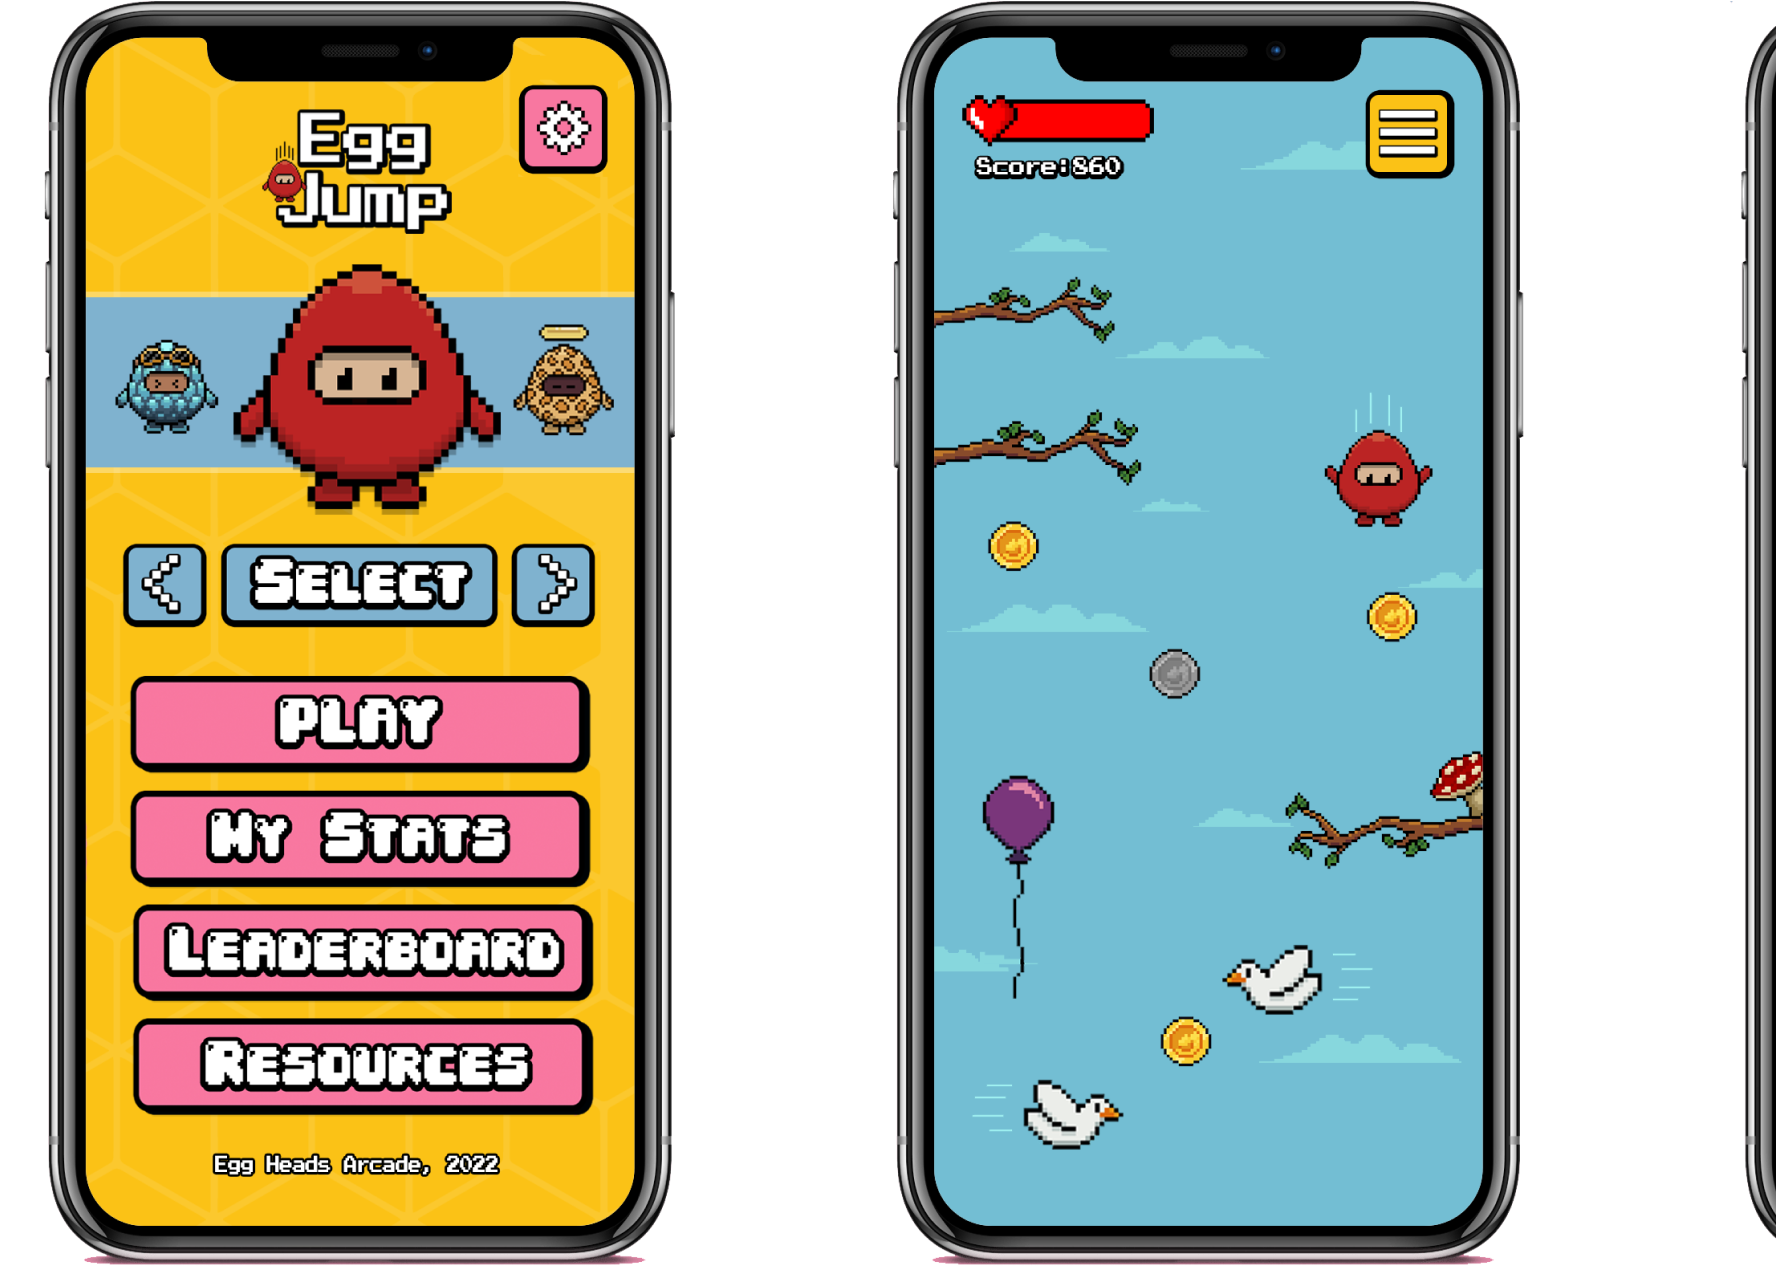 Egg
Jump
Select
Play
My Stats
Leaderboard
Resources
Egg Heads Arcade, 2022
Score:860